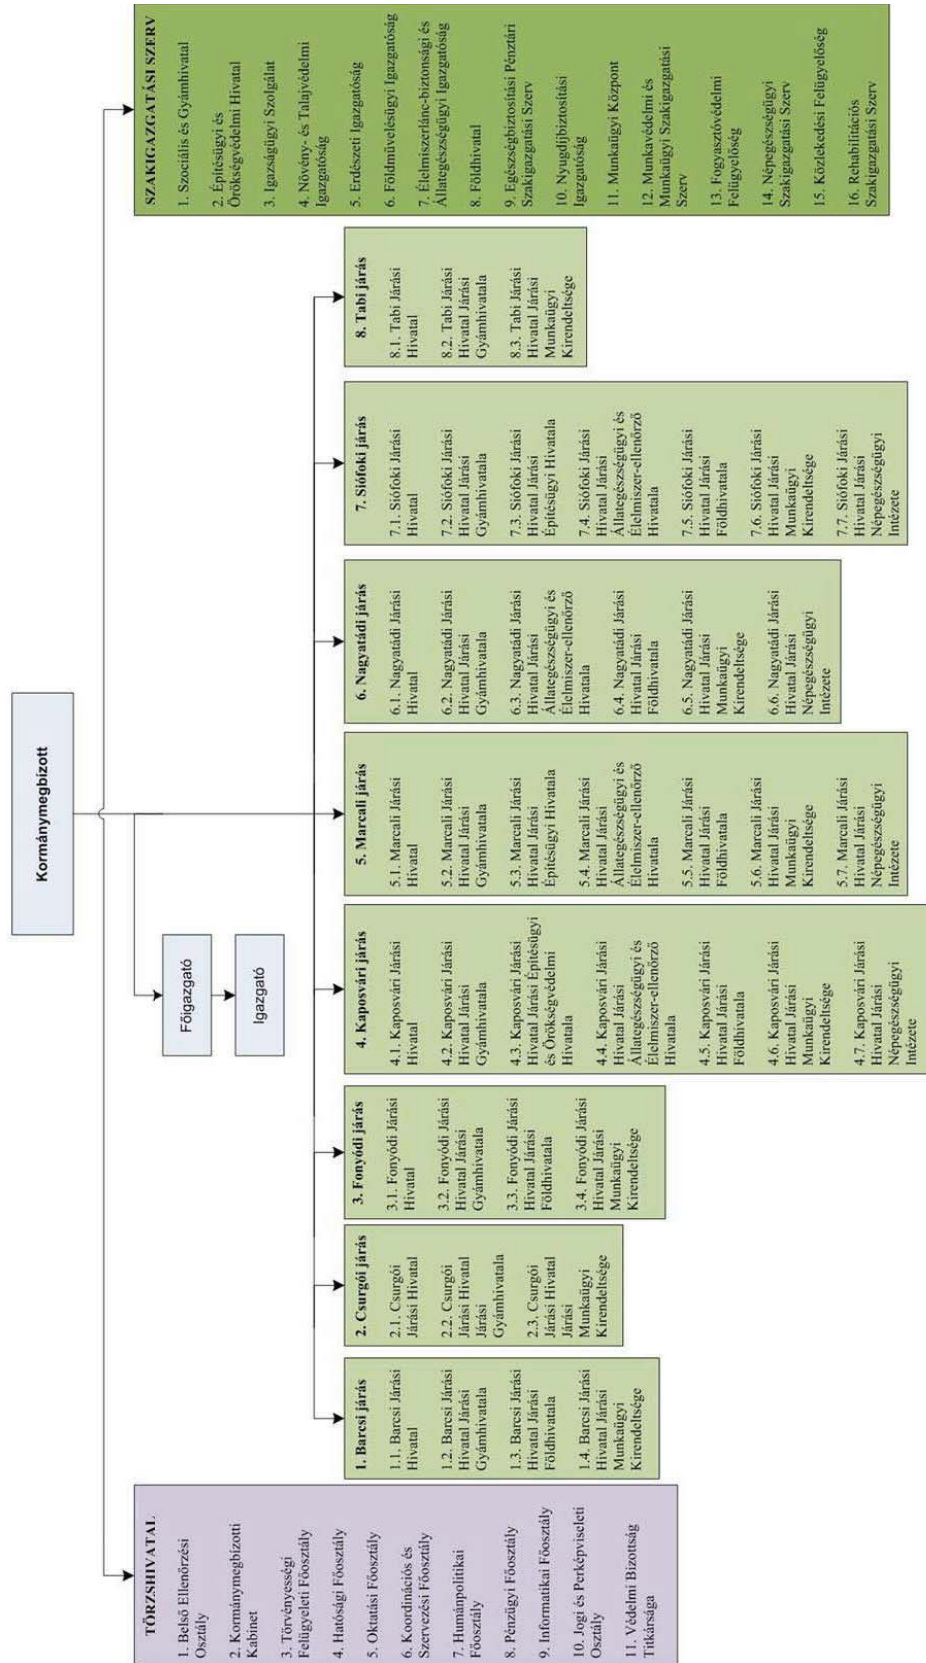 Kormánymegbízott
Főigazgató
Igazgató
TÖRZSHIVATAL
1. Belső Ellenőrzési
Osztály
2. Kormánymegbízotti
Kabinet
3. Törvényességi
Felügyeleti Főosztály
4. Hatósági Főosztály
5. Oktatási Főosztály
6. Koordinációs és
Szervezési Főosztály
7. Humánpolitikai
Főosztály
8. Pénzügyi Főosztály
9. Informatikai Főosztály
10. Jogi és Perképviseleti
Osztály
11. Védelmi Bizottság
Titkársága
1. Barcsi járás
1.1. Barcsi Járási
Hivatal
1.2. Barcsi Járási
Hivatal Járási
Gyámhivatala
1.3. Barcsi Járási
Hivatal Járási
Földhivatala
1.4. Barcsi Járási
Hivatal Járási
Munkaügyi
Kirendeltsége
2. Csurgói járás
2.1. Csurgói
Járási Hivatal
2.2. Csurgói
Járási Hivatal
Járási
Gyámhivatala
2.3. Csurgói
Járási Hivatal
Járási
Munkaügyi
Kirendeltsége
3. Fonyódi járás
3.1. Fonyódi Járási
Hivatal
3.2. Fonyódi Járási
Hivatal Járási
Gyámhivatala
3.3. Fonyódi Járási
Hivatal Járási
Földhivatala
3.4. Fonyódi Járási
Hivatal Járási
Munkaügyi
Kirendeltsége
4. Kaposvári járás
4.1. Kaposvári Járási
Hivatal
4.2. Kaposvári Járási
Hivatal Járási
Gyámhivatala
4.3. Kaposvári Járási
Hivatal Járási Építésügyi
és Örökségvédelmi
Hivatala
4.4. Kaposvári Járási
Hivatal Járási
Állategészségügyi és
Élelmiszer-ellenőrző
Hivatala
4.5. Kaposvári Járási
Hivatal Járási
Földhivatala
4.6. Kaposvári Járási
Hivatal Járási
Munkaügyi
Kirendeltsége
4.7. Kaposvári Járási
Hivatal Járási
Népegészségügyi
Intézete
5. Marcali járás
5.1. Marcali Járási
Hivatal
5.2. Marcali Járási
Hivatal Járási
Gyámhivatala
5.3. Marcali Járási
Hivatal Járási
Építésügyi Hivatala
5.4. Marcali Járási
Hivatal Járási
Állategészségügyi és
Élelmiszer-ellenőrző
Hivatala
5.5. Marcali Járási
Hivatal Járási
Földhivatala
5.6. Marcali Járási
Hivatal Járási
Munkaügyi
Kirendeltsége
5.7. Marcali Járási
Hivatal Járási
Népegészségügyi
Intézete
6. Nagyatádi járás
6.1. Nagyatádi Járási
Hivatal
6.2. Nagyatádi Járási
Hivatal Járási
Gyámhivatala
6.3. Nagyatádi Járási
Hivatal Járási
Állategészségügyi és
Élelmiszer-ellenőrző
Hivatala
6.4. Nagyatádi Járási
Hivatal Járási
Földhivatala
6.5. Nagyatádi Járási
Hivatal Járási
Munkaügyi
Kirendeltsége
6.6. Nagyatádi Járási
Hivatal Járási
Népegészségügyi
Intézete
7. Siófoki járás
7.1. Siófoki Járási
Hivatal
7.2. Siófoki Járási
Hivatal Járási
Gyámhivatala
7.3. Siófoki Járási
Hivatal Járási
Építésügyi Hivatala
7.4. Siófoki Járási
Hivatal Járási
Állategészségügyi és
Élelmiszer-ellenőrző
Hivatala
7.5. Siófoki Járási
Hivatal Járási
Földhivatala
7.6. Siófoki Járási
Hivatal Járási
Munkaügyi
Kirendeltsége
7.7. Siófoki Járási
Hivatal Járási
Népegészségügyi
Intézete
8. Tabi járás
8.1. Tabi Járási
Hivatal
8.2. Tabi Járási
Hivatal Járási
Gyámhivatala
8.3. Tabi Járási
Hivatal Járási
Munkaügyi
Kirendeltsége
SZAKIGAZGATÁSI SZERV
1. Szociális és Gyámhivatal
2. Építésügyi és
Örökségvédelmi Hivatal
3. Igazságügyi Szolgálat
4. Növény- és Talajvédelmi
Igazgatóság
5. Erdészeti Igazgatóság
6. Földművelésügyi Igazgatóság
7. Élelmiszerlánc-biztonsági és
Állategészségügyi Igazgatóság
8. Földhivatal
9. Egészségbiztosítási Pénztári
Szakigazgatási Szerv
10. Nyugdíjbiztosítási
Igazgatóság
11. Munkaügyi Központ
12. Munkavédelmi és
Munkaügyi Szakigazgatási
Szerv
13. Fogyasztóvédelmi
Felügyelőség
14. Népegészségügyi
Szakigazgatási Szerv
15. Közlekedési Felügyelőség
16. Rehabilitációs
Szakigazgatási Szerv